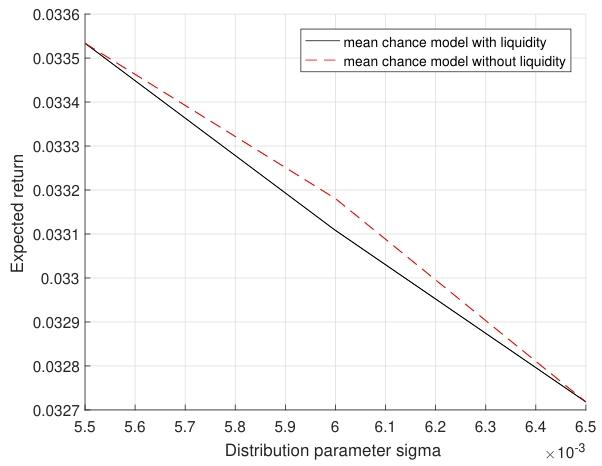 0.0336
0.0335
0.0334
0.0333
0.0332
0.0331
0.033
0.0329
0.0328
0.0327
Expected return
mean chance model with liquidity
mean chance model without liquidity
5.5 5.6 5.7 5.8 5.9 6 6.1 6.2 6.3 6.4 6.5
Distribution parameter sigma
×10⁻³